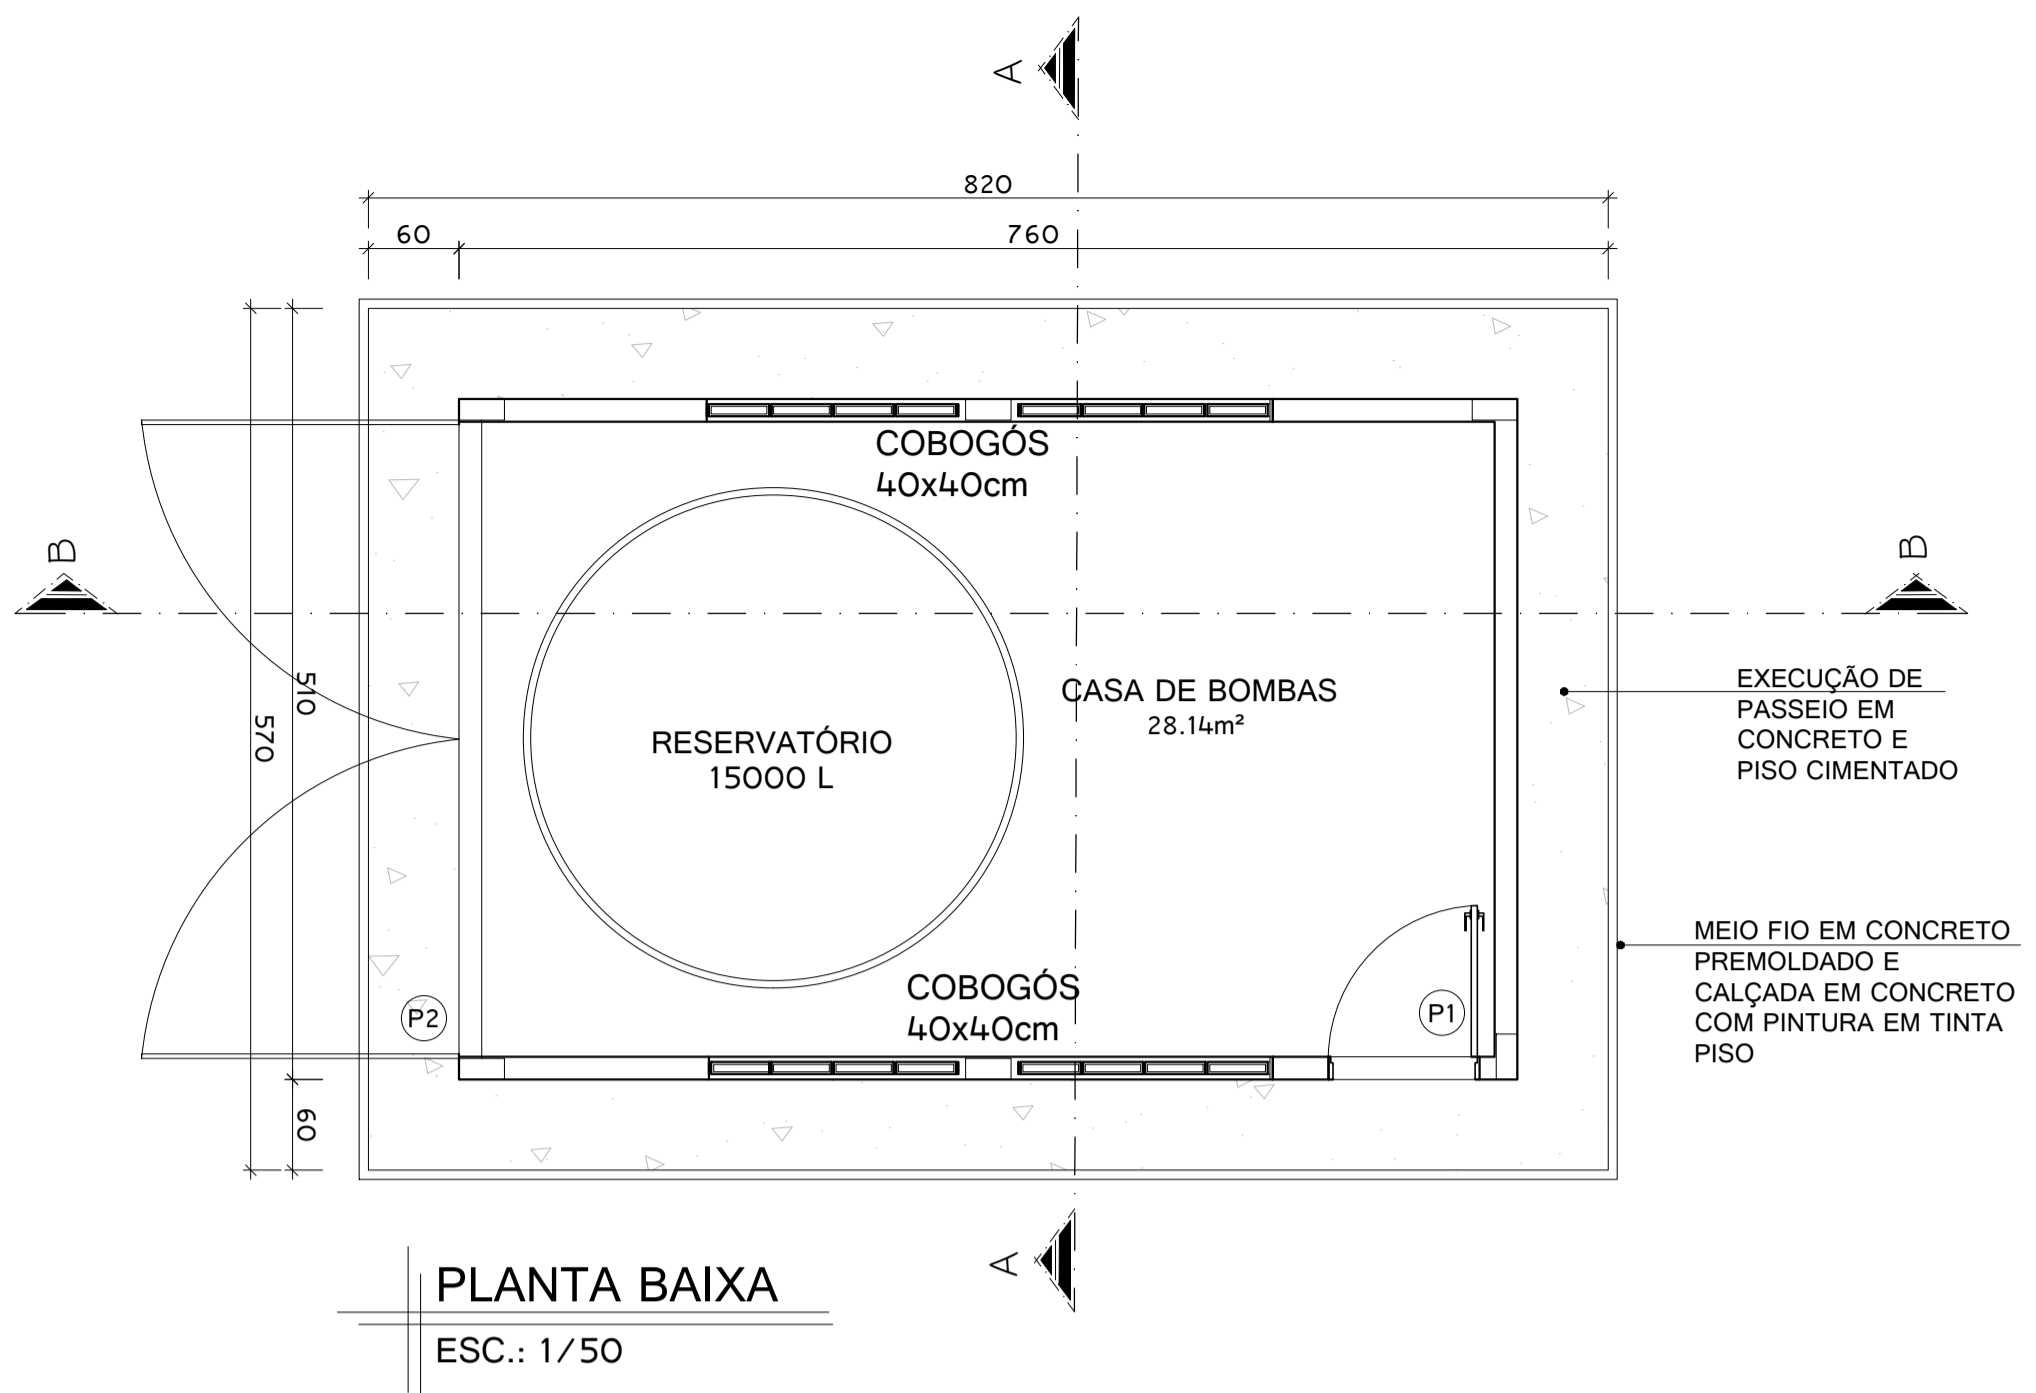 A
820
60
760
COBOGÓS
40x40cm
B
B
510
570
CASA DE BOMBAS
28.14m²
RESERVATÓRIO
15000 L
EXECUÇÃO DE
PASSEIO EM
CONCRETO E
PISO CIMENTADO
MEIO FIO EM CONCRETO
PREMOLDADO E
CALÇADA EM CONCRETO
COM PINTURA EM TINTA
PISO
COBOGÓS
40x40cm
P2
P1
60
A
PLANTA BAIXA
ESC.: 1/50